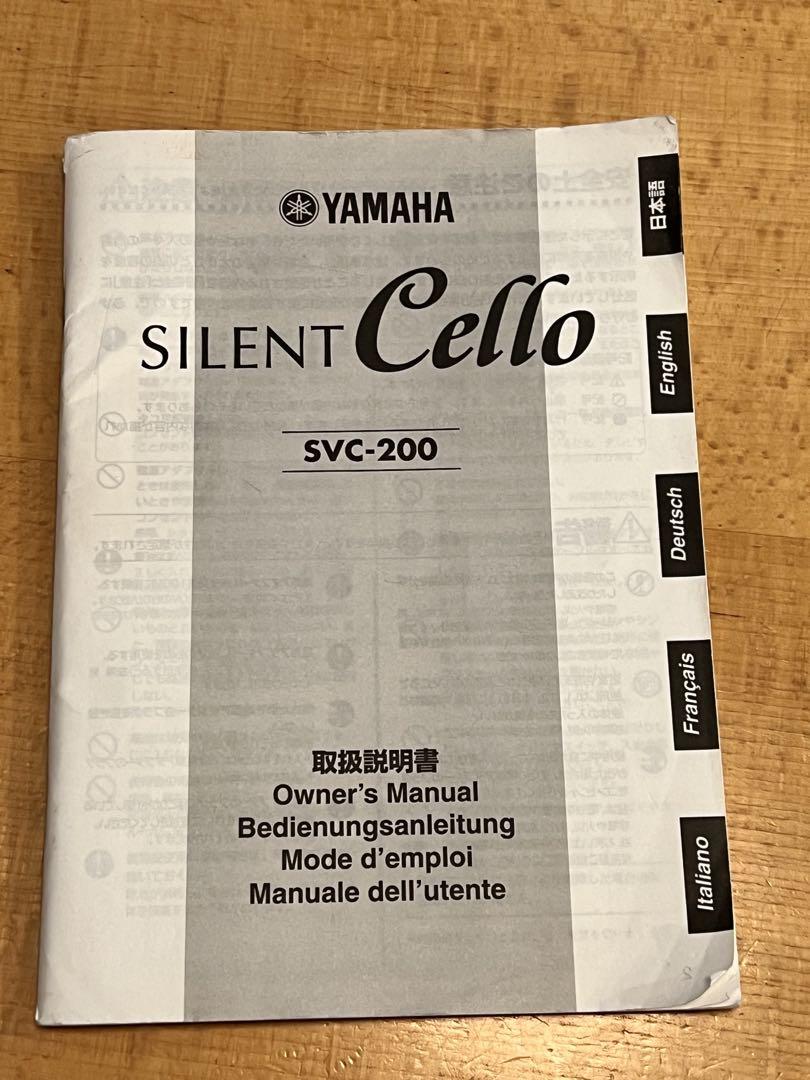 YAMAHA
SILENT Cello
SVC-200
取扱説明書
Owner's Manual
Bedienungsanleitung
Mode d'emploi
Manuale dell'utente
日本語
English
Deutsch
Français
Italiano